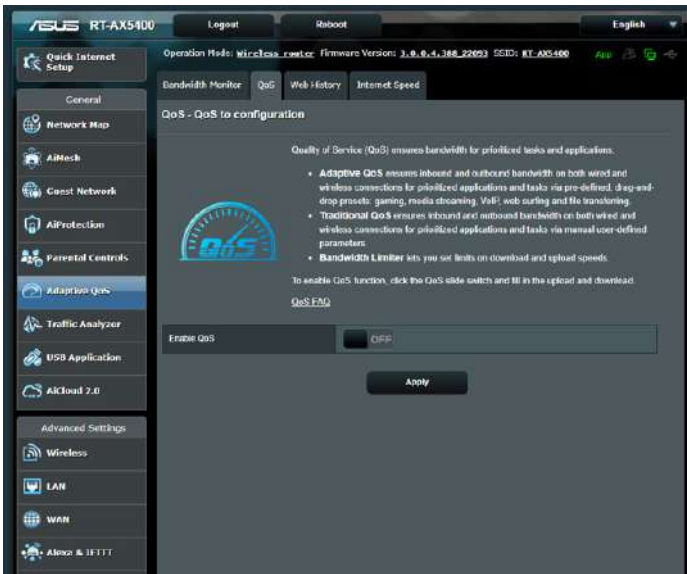 ASUS RT-AX5400
Logout
Reboot
English
Quick Internet Setup
Operation Mode: Wireless router Firmware Version: 3.0.0.4.388_22093 SSID: RT-AX5400
App
General
Network Map
AiMesh
Guest Network
AiProtection
Parental Controls
Adaptive QoS
Traffic Analyzer
USB Application
AiCloud 2.0
Advanced Settings
Wireless
LAN
WAN
Alexa & IFTTT
Bandwidth Monitor
QoS
Web History
Internet Speed
QoS - QoS to configuration
QoS
Quality of Service (QoS) ensures bandwidth for prioritized tasks and applications.
• Adaptive QoS ensures inbound and outbound bandwidth on both wired and
wireless connections for prioritized applications and tasks via pre-defined, drag-and-
drop presets: gaming, media streaming, VoIP, web surfing and file transferring.
• Traditional QoS ensures inbound and outbound bandwidth on both wired and
wireless connections for prioritized applications and tasks via manual user-defined
parameters.
• Bandwidth Limiter lets you set limits on download and upload speeds.
To enable QoS function, click the QoS slide switch and fill in the upload and download.
QoS FAQ
Enable QoS
OFF
Apply